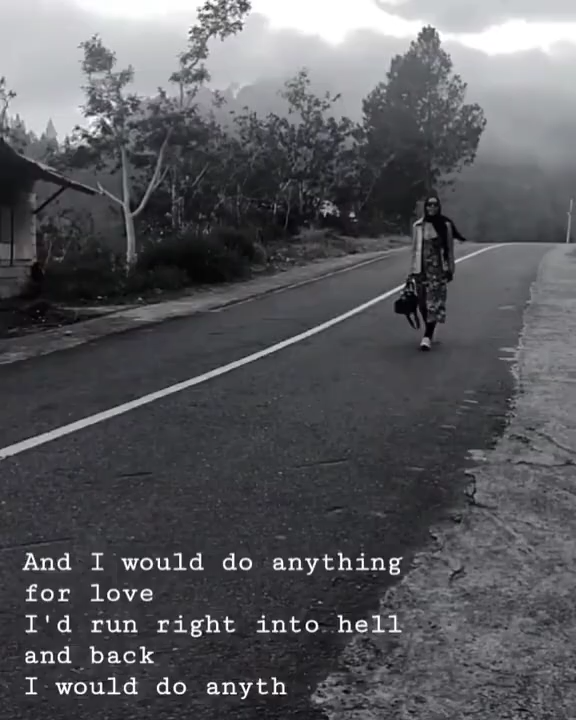 And I would do anything
for love
I'd run right into hell
and back
I would do anyth